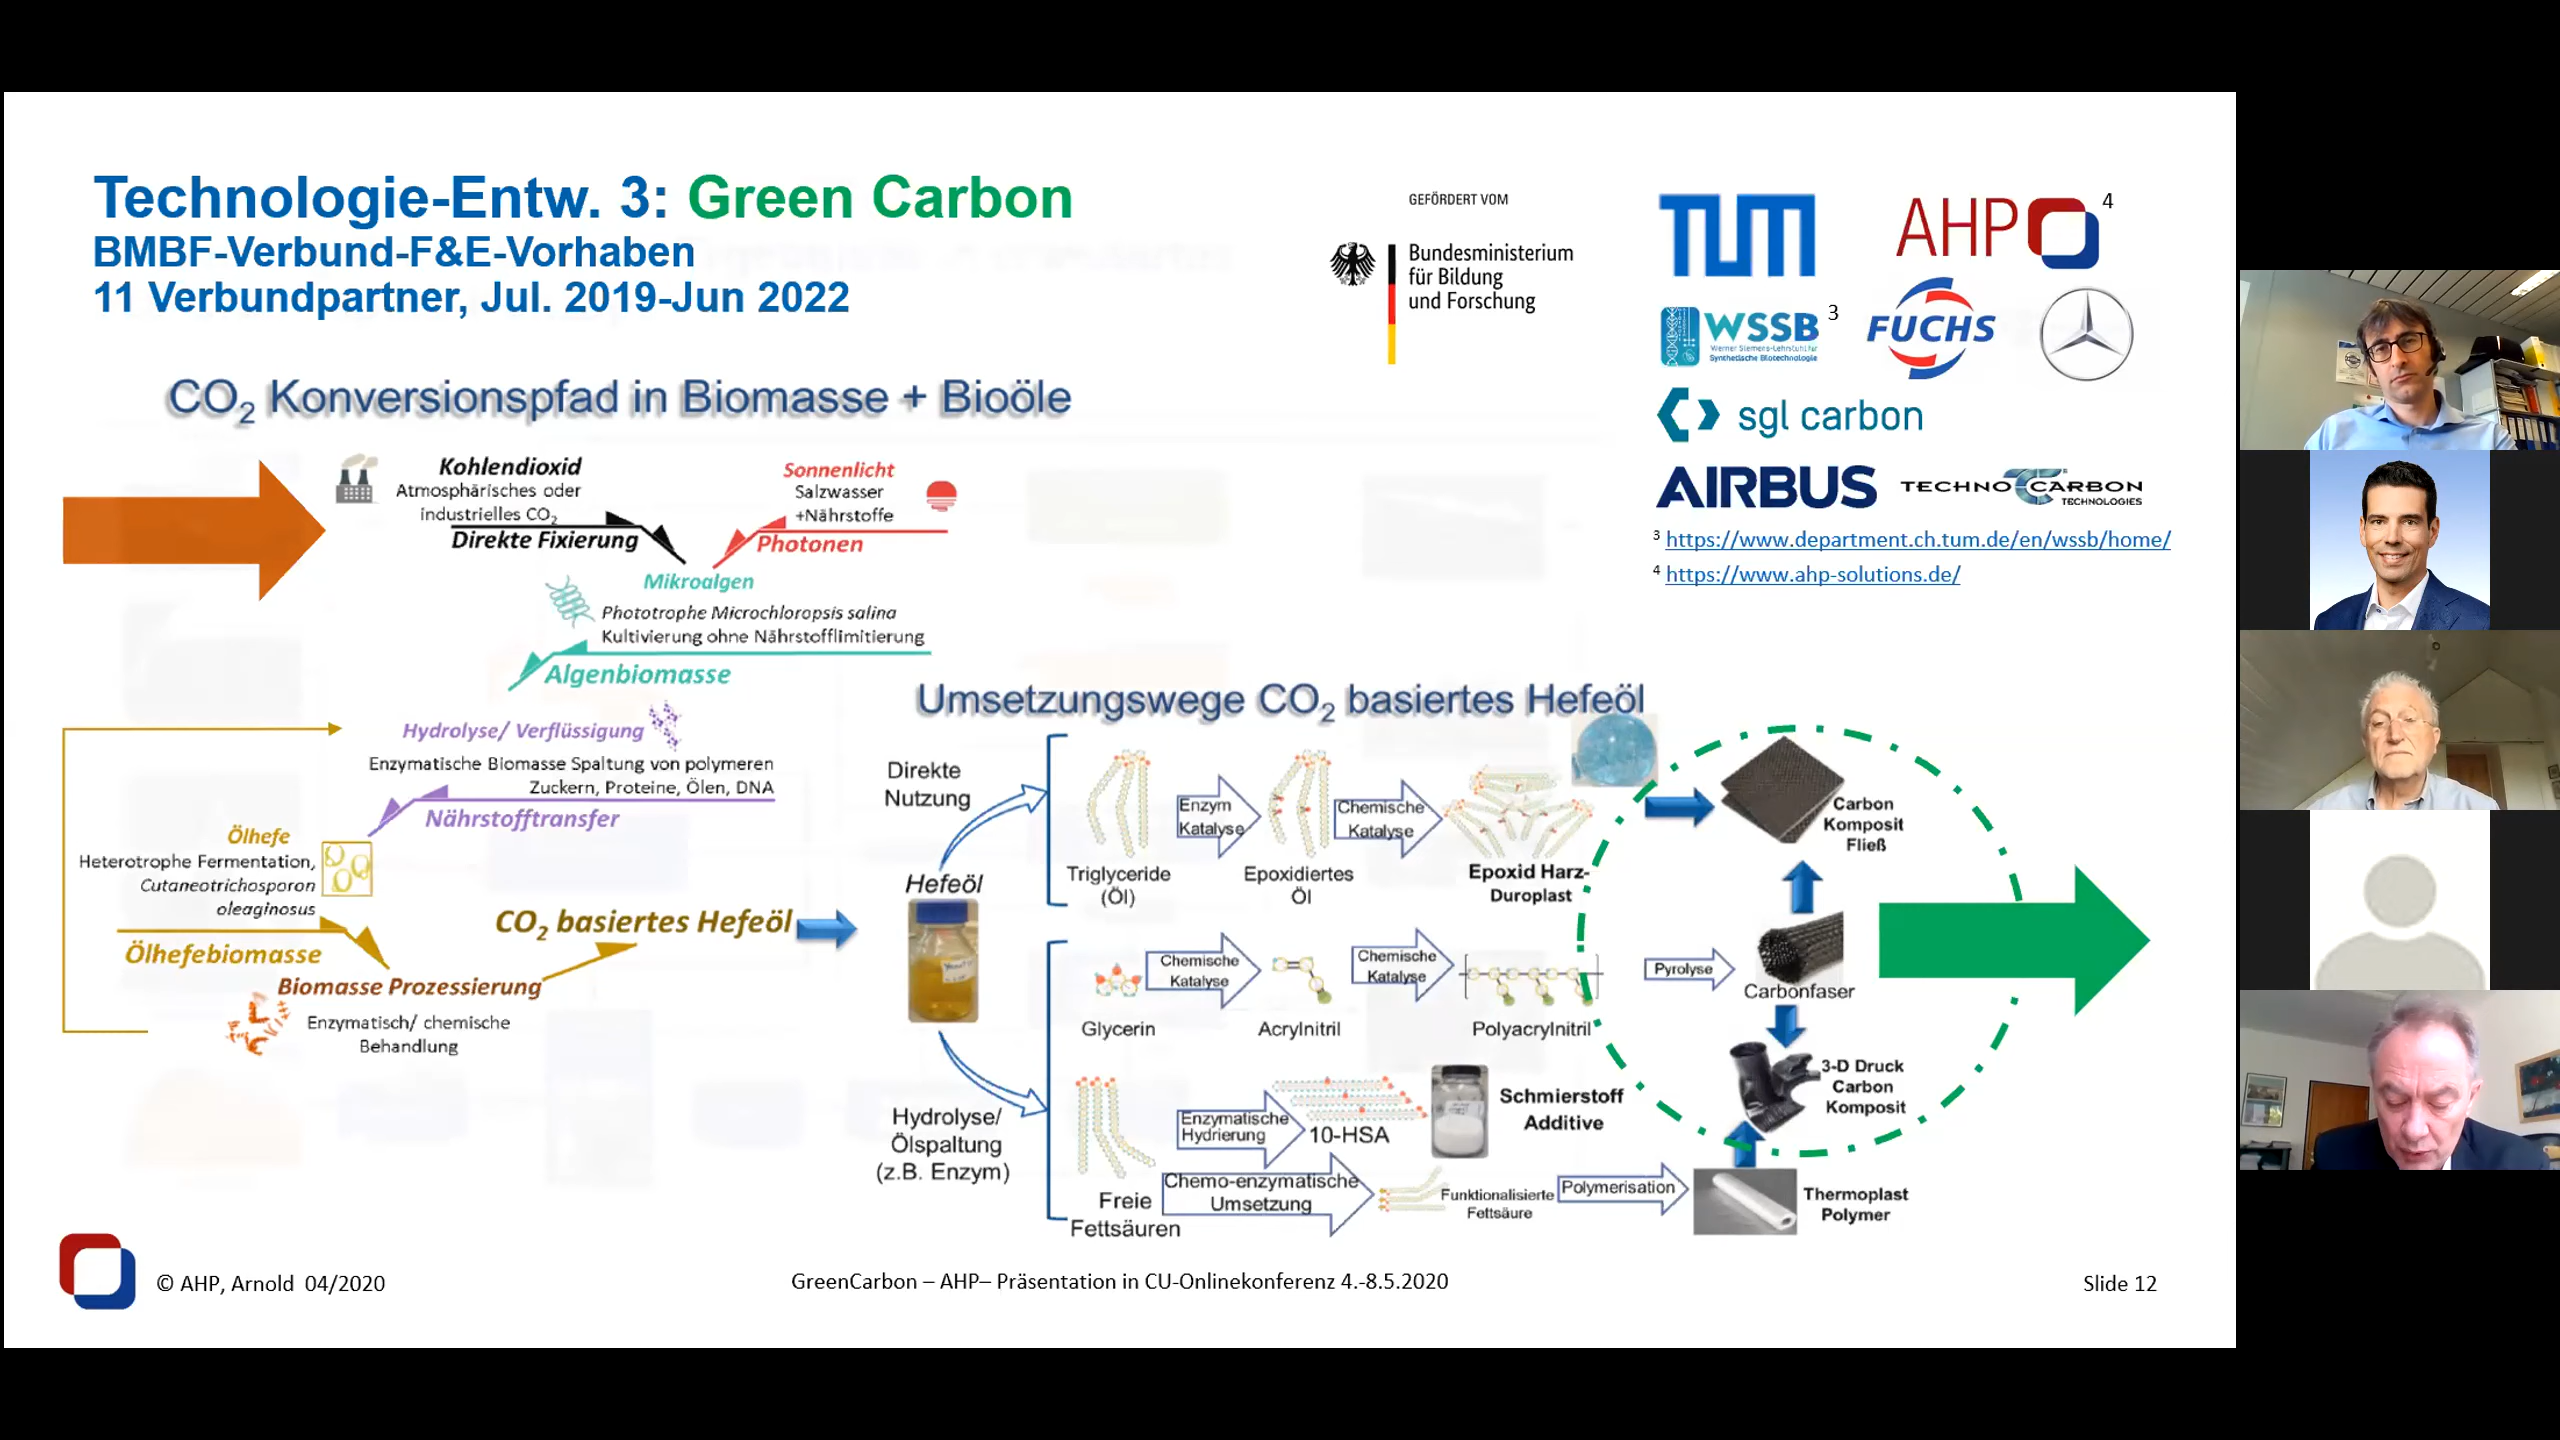 Technologie-Entw. 3: Green Carbon
BMBF-Verbund-F&E-Vorhaben
11 Verbundpartner, Jul. 2019-Jun 2022
GEFÖRDERT VOM
Bundesministerium
für Bildung
und Forschung
TUM
AHP 4
WSSB 3
Werner Siemens-Lehrstuhl für
Synthetische Biotechnologie
FUCHS
sgl carbon
AIRBUS
TECHNO CARBON
TECHNOLOGIES
3 https://www.department.ch.tum.de/en/wssb/home/
4 https://www.ahp-solutions.de/
CO2 Konversionspfad in Biomasse + Bioöle
Kohlendioxid
Atmosphärisches oder
industrielles CO2
Direkte Fixierung
Sonnenlicht
Salzwasser
+Nährstoffe
Photonen
Mikroalgen
Phototrophe Microchloropsis salina
Kultivierung ohne Nährstofflimitierung
Algenbiomasse
Hydrolyse/ Verflüssigung
Enzymatische Biomasse Spaltung von polymeren
Zuckern, Proteine, Ölen, DNA
Nährstofftransfer
Ölhefe
Heterotrophe Fermentation,
Cutaneotrichosporon
oleaginosus
Ölhefebiomasse
Biomasse Prozessierung
Enzymatisch/ chemische
Behandlung
CO2 basiertes Hefeöl
Umsetzungswege CO2 basiertes Hefeöl
Direkte
Nutzung
Hefeöl
Hydrolyse/
Ölspaltung
(z.B. Enzym)
Triglyceride
(Öl)
Enzym
Katalyse
Epoxidiertes
Öl
Chemische
Katalyse
Epoxid Harz-
Duroplast
Carbon
Komposit
Fließ
Glycerin
Chemische
Katalyse
Acrylnitril
Chemische
Katalyse
Polyacrylnitril
Pyrolyse
Carbonfaser
Freie
Fettsäuren
Enzymatische
Hydrierung
10-HSA
Schmierstoff
Additive
3-D Druck
Carbon
Komposit
Chemo-enzymatische
Umsetzung
Funktionalisierte
Fettsäure
Polymerisation
Thermoplast
Polymer
© AHP, Arnold 04/2020
GreenCarbon – AHP– Präsentation in CU-Onlinekonferenz 4.-8.5.2020
Slide 12